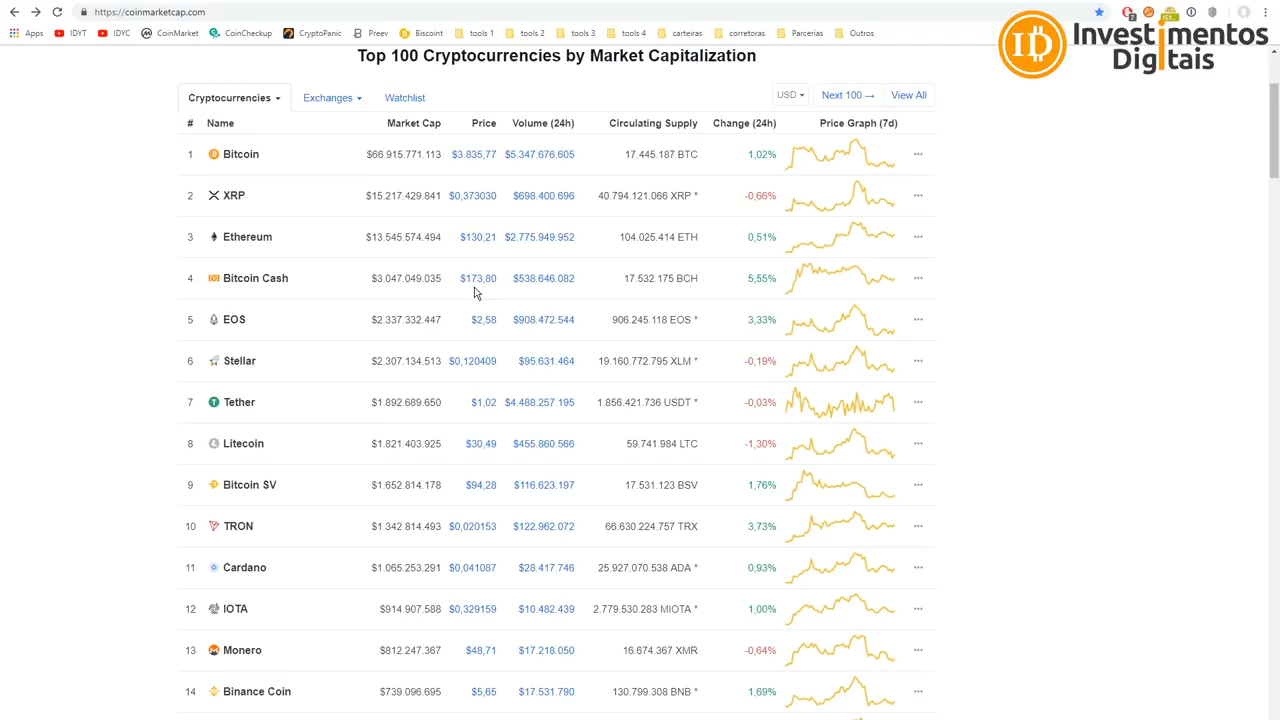 https://coinmarketcap.com
Apps IDYT IDYC CoinMarket CoinCheckup CryptoPanic Preev Biscoint tools 1 tools 2 tools 3 tools 4 carteiras corretoras Parcerias Outros
ID Investimentos
Digitais
Top 100 Cryptocurrencies by Market Capitalization
Cryptocurrencies Exchanges Watchlist USD Next 100 → View All
# Name Market Cap Price Volume (24h) Circulating Supply Change (24h) Price Graph (7d)
1 Bitcoin $66.915.771.113 $3.835,77 $5.347.676.605 17.445.187 BTC 1,02%
2 XRP $15.217.429.841 $0,373030 $698.400.696 40.794.121.066 XRP * -0,66%
3 Ethereum $13.545.574.494 $130,21 $2.775.949.952 104.025.414 ETH 0,51%
4 Bitcoin Cash $3.047.049.035 $173,80 $538.646.082 17.532.175 BCH 5,55%
5 EOS $2.337.332.447 $2,58 $908.472.544 906.245.118 EOS * 3,33%
6 Stellar $2.307.134.513 $0,120409 $95.631.464 19.160.772.795 XLM * -0,19%
7 Tether $1.892.689.650 $1,02 $4.488.257.195 1.856.421.736 USDT * -0,03%
8 Litecoin $1.821.403.925 $30,49 $455.860.566 59.741.984 LTC -1,30%
9 Bitcoin SV $1.652.814.178 $94,28 $116.623.197 17.531.123 BSV 1,76%
10 TRON $1.342.814.493 $0,020153 $122.962.072 66.630.224.757 TRX 3,73%
11 Cardano $1.065.253.291 $0,041087 $28.417.746 25.927.070.538 ADA * 0,93%
12 IOTA $914.907.588 $0,329159 $10.482.439 2.779.530.283 MIOTA * 1,00%
13 Monero $812.247.367 $48,71 $17.218.050 16.674.367 XMR -0,64%
14 Binance Coin $739.096.695 $5,65 $17.531.790 130.799.308 BNB * 1,69%